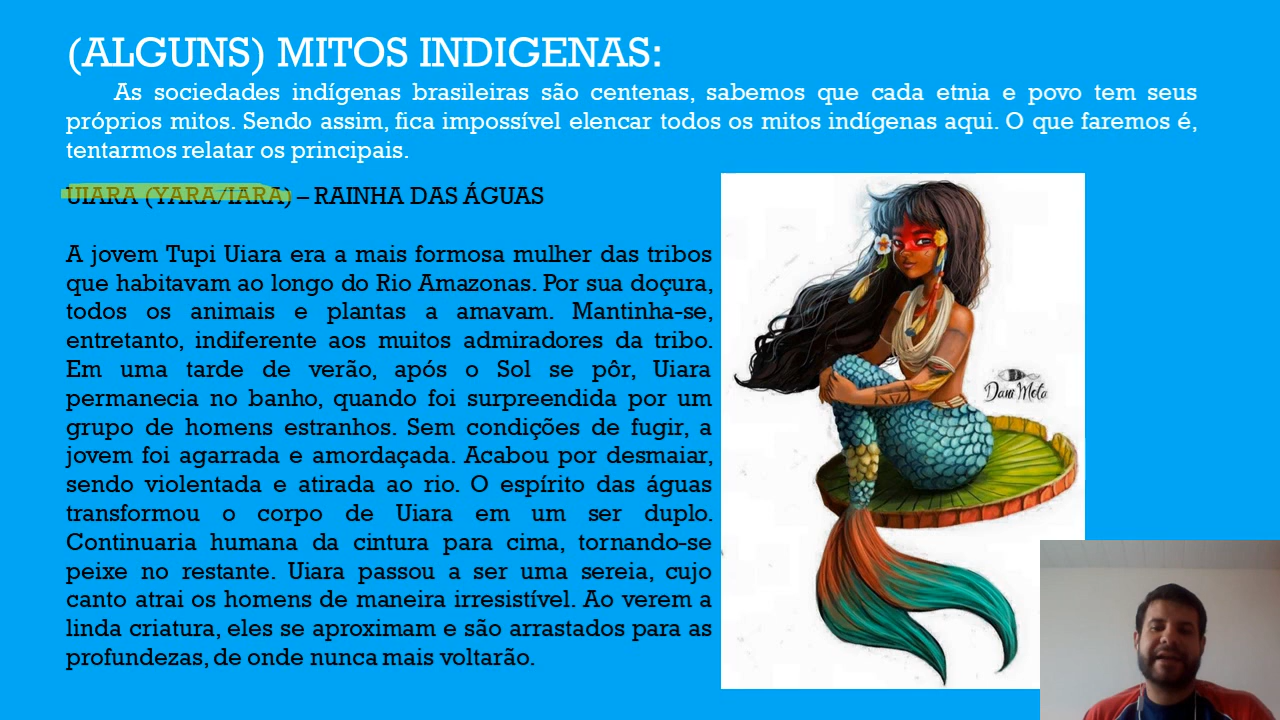 (ALGUNS) MITOS INDIGENAS:
As sociedades indígenas brasileiras são centenas, sabemos que cada etnia e povo tem seus
próprios mitos. Sendo assim, fica impossível elencar todos os mitos indígenas aqui. O que faremos é,
tentarmos relatar os principais.
UIARA (YARA/IARA) – RAINHA DAS ÁGUAS
A jovem Tupi Uiara era a mais formosa mulher das tribos
que habitavam ao longo do Rio Amazonas. Por sua doçura,
todos os animais e plantas a amavam. Mantinha-se,
entretanto, indiferente aos muitos admiradores da tribo.
Em uma tarde de verão, após o Sol se pôr, Uiara
permanecia no banho, quando foi surpreendida por um
grupo de homens estranhos. Sem condições de fugir, a
jovem foi agarrada e amordaçada. Acabou por desmaiar,
sendo violentada e atirada ao rio. O espírito das águas
transformou o corpo de Uiara em um ser duplo.
Continuaria humana da cintura para cima, tornando-se
peixe no restante. Uiara passou a ser uma sereia, cujo
canto atrai os homens de maneira irresistível. Ao verem a
linda criatura, eles se aproximam e são arrastados para as
profundezas, de onde nunca mais voltarão.
Dani Mota